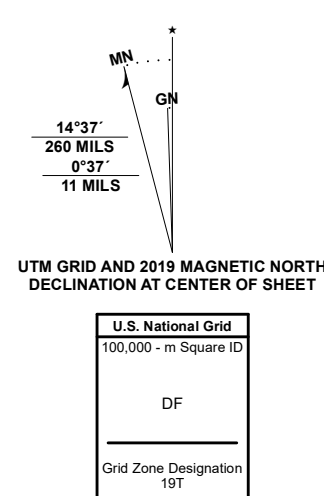 ★
MN
GN
14°37´
260 MILS
0°37´
11 MILS
UTM GRID AND 2019 MAGNETIC NORTH
DECLINATION AT CENTER OF SHEET
U.S. National Grid
100,000 - m Square ID
DF
Grid Zone Designation
19T